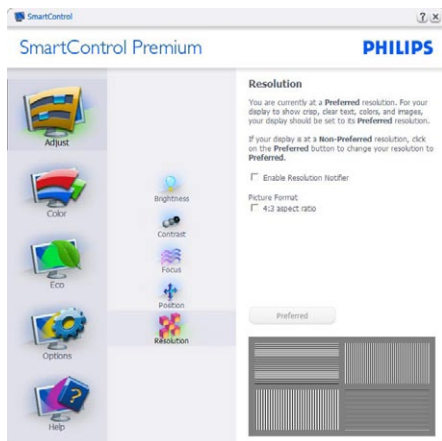 SmartControl
SmartControl Premium
PHILIPS
Adjust
Color
Eco
Options
Help
Brightness
Contrast
Focus
Position
Resolution
Resolution
You are currently at a Preferred resolution. For your
display to show crisp, clear text, colors, and images,
your display should be set to its Preferred resolution.
If your display is at a Non-Preferred resolution, click
on the Preferred button to change your resolution to
Preferred.
Enable Resolution Notifier
Picture Format
4:3 aspect ratio
Preferred